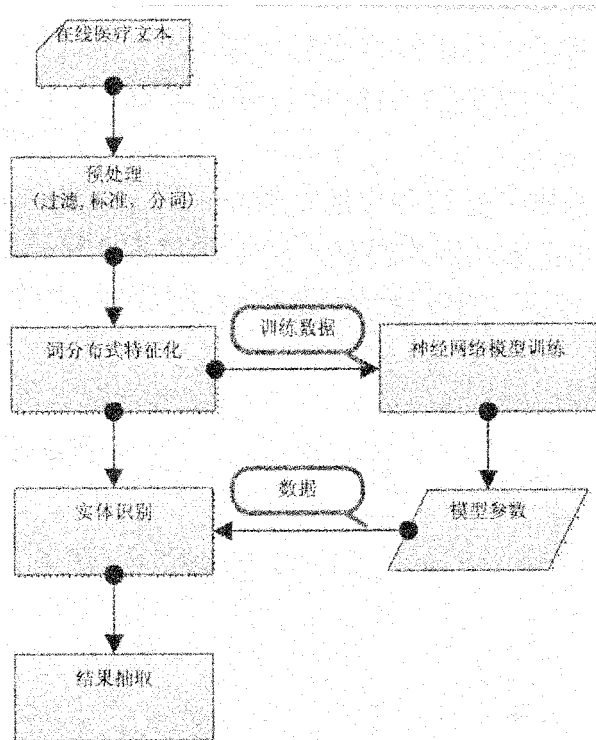 在线医疗文本
预处理
(过滤,标准，分词)
训练数据
词分布式特征化
神经网络模型训练
数据
实体识别
模型参数
结果抽取